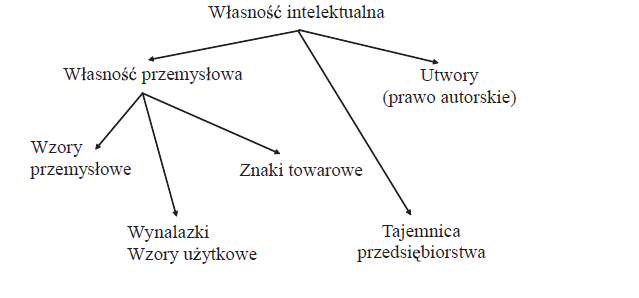 Własność intelektualna
Własność przemysłowa
Utwory
(prawo autorskie)
Wzory
przemysłowe
Znaki towarowe
Wynalazki
Wzory użytkowe
Tajemnica
przedsiębiorstwa